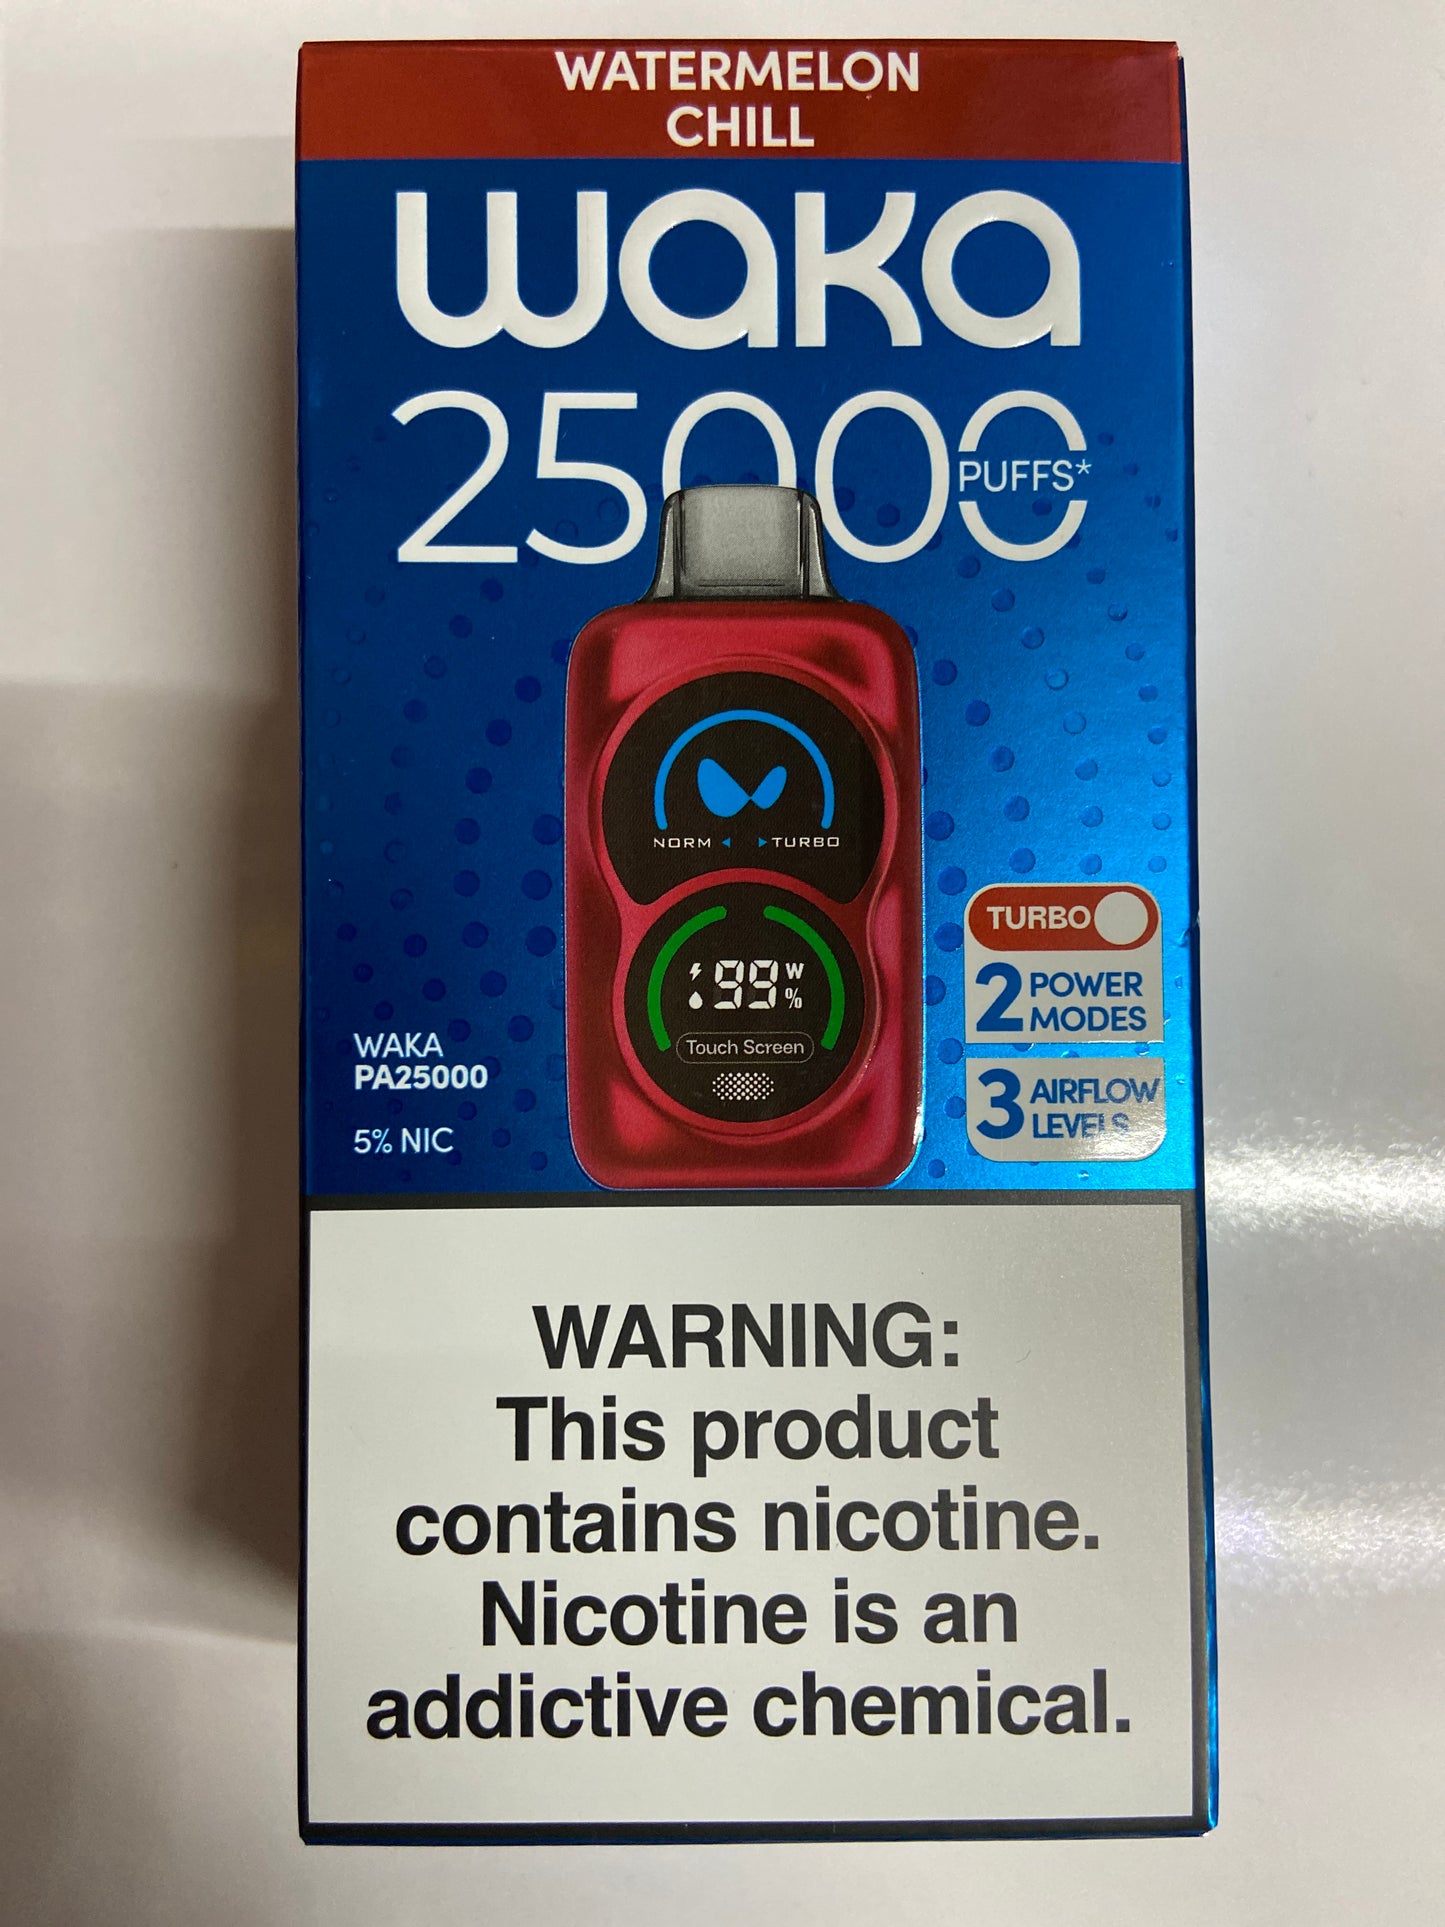 WATERMELON
CHILL
waka
25000
PUFFS*
NORM TURBO
99 W
%
Touch Screen
TURBO
2 POWER
MODES
3 AIRFLOW
LEVELS
WAKA
PA25000
5% NIC
WARNING:
This product
contains nicotine.
Nicotine is an
addictive chemical.